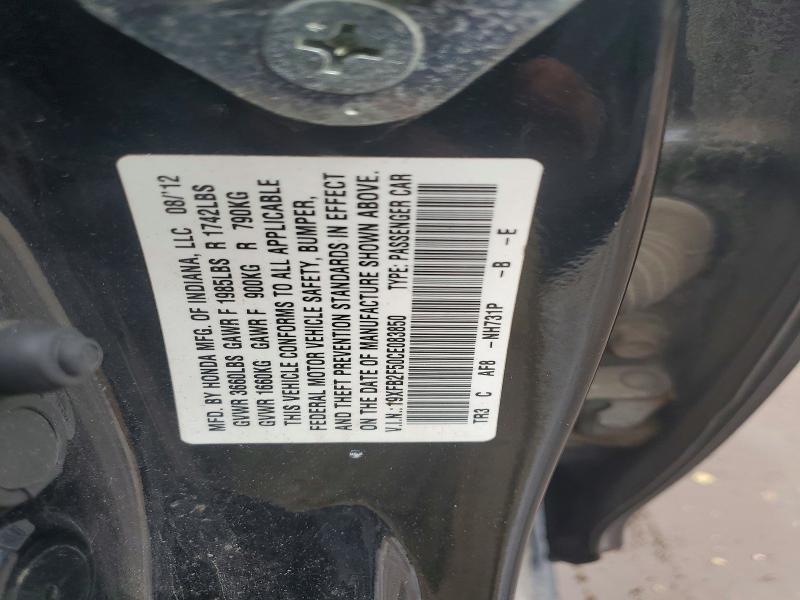 MFD. BY HONDA MFG. OF INDIANA, LLC 08/'12
GVWR 3660LBS GAWR F 1985LBS R 1742LBS
GVWR 1660KG GAWR F 900KG R 790KG
THIS VEHICLE CONFORMS TO ALL APPLICABLE
FEDERAL MOTOR VEHICLE SAFETY, BUMPER,
AND THEFT PREVENTION STANDARDS IN EFFECT
ON THE DATE OF MANUFACTURE SHOWN ABOVE.
V.I.N.:19XFB2F50CE083850 TYPE: PASSENGER CAR
TR3 C AFB -NH731P -B -E